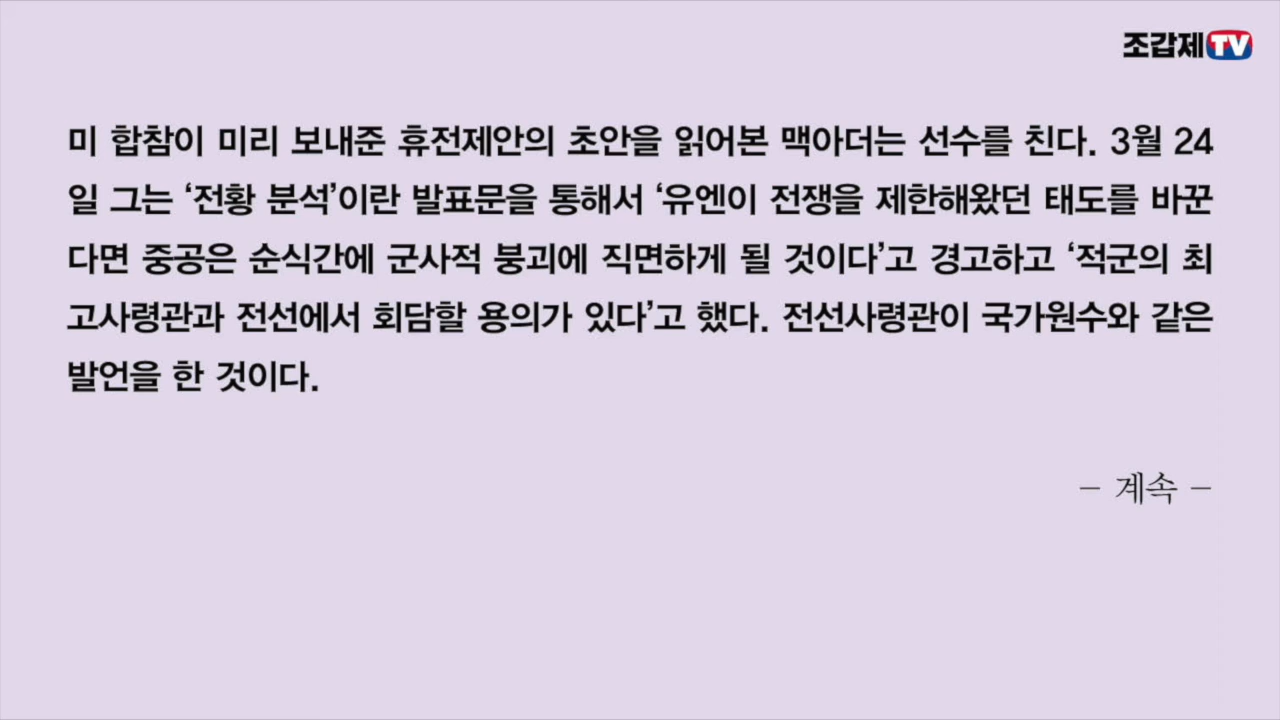 조갑제TV
미 합참이 미리 보내준 휴전제안의 초안을 읽어본 맥아더는 선수를 친다. 3월 24
일 그는 ‘전황 분석’이란 발표문을 통해서 ‘유엔이 전쟁을 제한해왔던 태도를 바꾼
다면 중공은 순식간에 군사적 붕괴에 직면하게 될 것이다’고 경고하고 ‘적군의 최
고사령관과 전선에서 회담할 용의가 있다’고 했다. 전선사령관이 국가원수와 같은
발언을 한 것이다.
– 계속 –